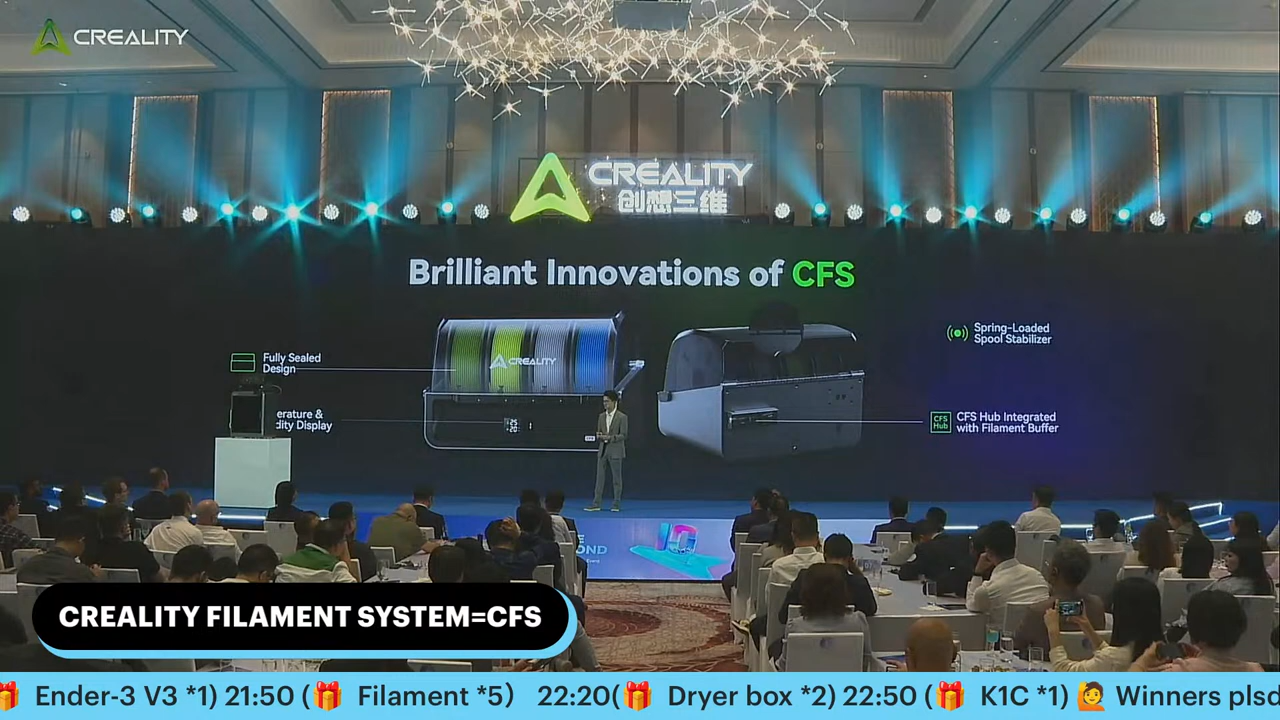 CREALITY
CREALITY
创想三维
Brilliant Innovations of CFS
Fully Sealed
Design
CREALITY
Spring-Loaded
Spool Stabilizer
erature &
dity Display
CFS
Hub
CFS Hub Integrated
with Filament Buffer
10
OND
CREALITY FILAMENT SYSTEM=CFS
Ender-3 V3 *1) 21:50 (🎁 Filament *5） 22:20(🎁 Dryer box *2) 22:50 (🎁 K1C *1) 🙋 Winners plsd